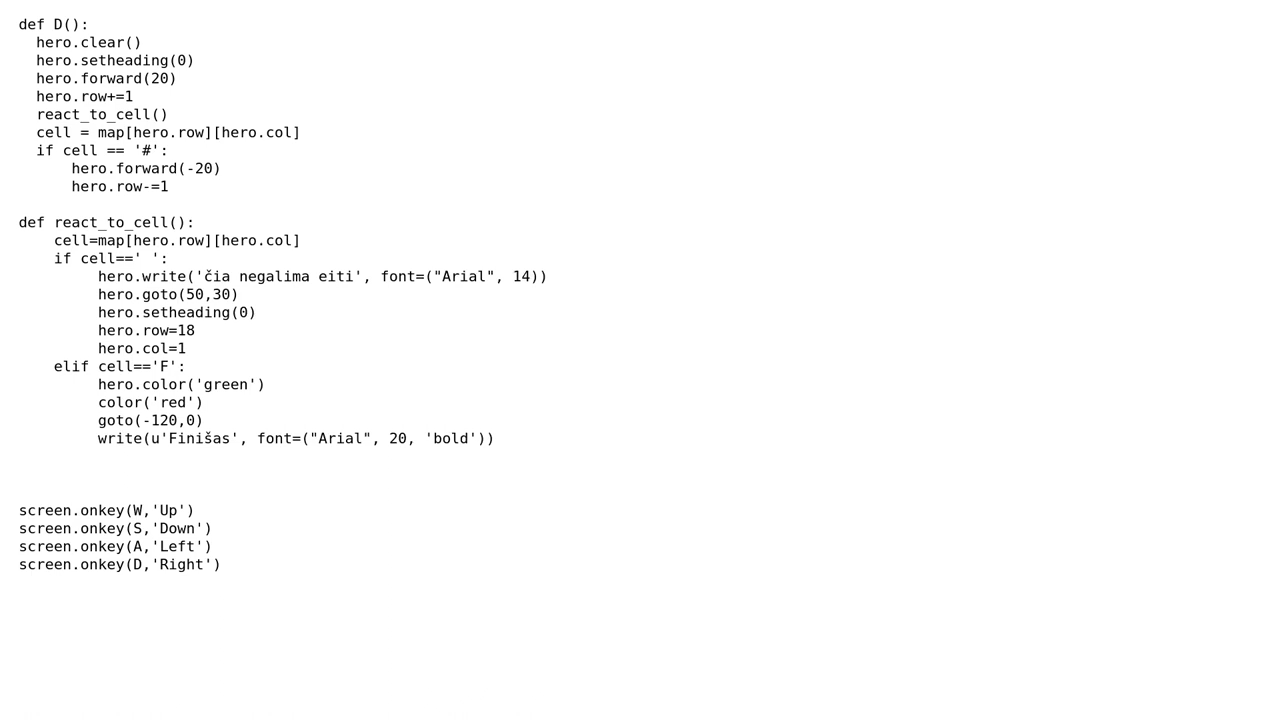 def D():
  hero.clear()
  hero.setheading(0)
  hero.forward(20)
  hero.row+=1
  react_to_cell()
  cell = map[hero.row][hero.col]
  if cell == '#':
      hero.forward(-20)
      hero.row-=1

def react_to_cell():
    cell=map[hero.row][hero.col]
    if cell==' ':
         hero.write('čia negalima eiti', font=("Arial", 14))
         hero.goto(50,30)
         hero.setheading(0)
         hero.row=18
         hero.col=1
    elif cell=='F':
         hero.color('green')
         color('red')
         goto(-120,0)
         write(u'Finišas', font=("Arial", 20, 'bold'))

screen.onkey(W,'Up')
screen.onkey(S,'Down')
screen.onkey(A,'Left')
screen.onkey(D,'Right')